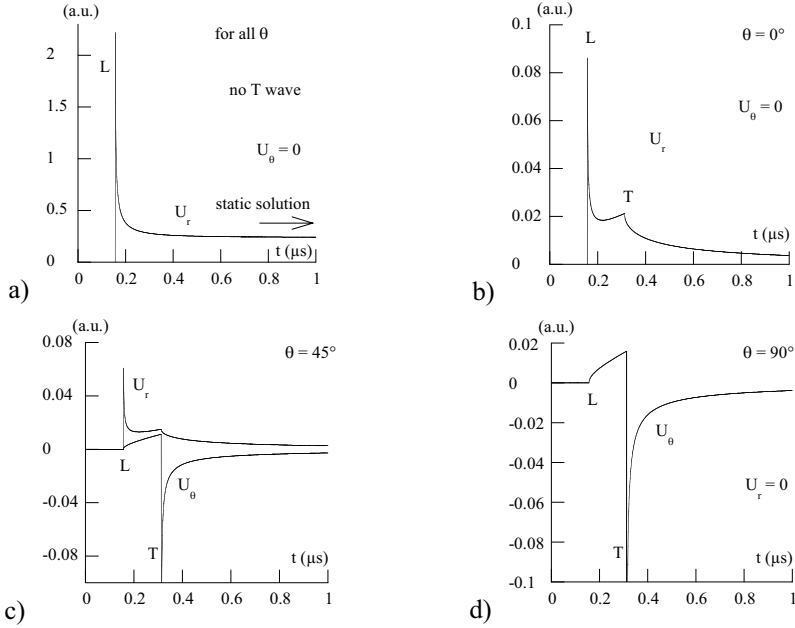 (a.u.)
for all θ
2
L
no T wave
1.5
U_θ = 0
1
static solution
0.5
U_r
t (μs)
0
0 0.2 0.4 0.6 0.8 1
a)
(a.u.)
0.1
L
θ = 0°
0.08
U_θ = 0
0.06
U_r
0.04
T
0.02
t (μs)
0
0 0.2 0.4 0.6 0.8 1
b)
(a.u.)
0.08
θ = 45°
U_r
0.04
0
L
U_θ
-0.04
T
-0.08
t (μs)
0 0.2 0.4 0.6 0.8 1
c)
(a.u.)
0.02
θ = 90°
0
L
-0.02
U_θ
-0.04
U_r = 0
-0.06
T
-0.08
t (μs)
-0.1
0 0.2 0.4 0.6 0.8 1
d)